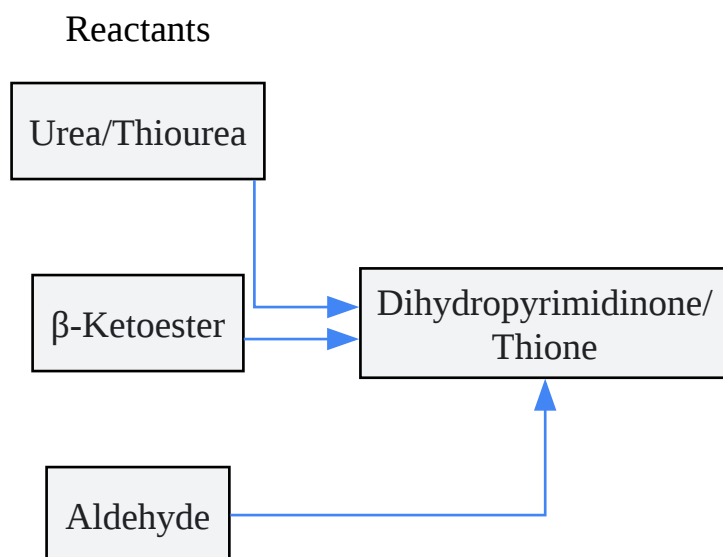 Reactants
Urea/Thiourea
β-Ketoester
Dihydropyrimidinone/
Thione
Aldehyde